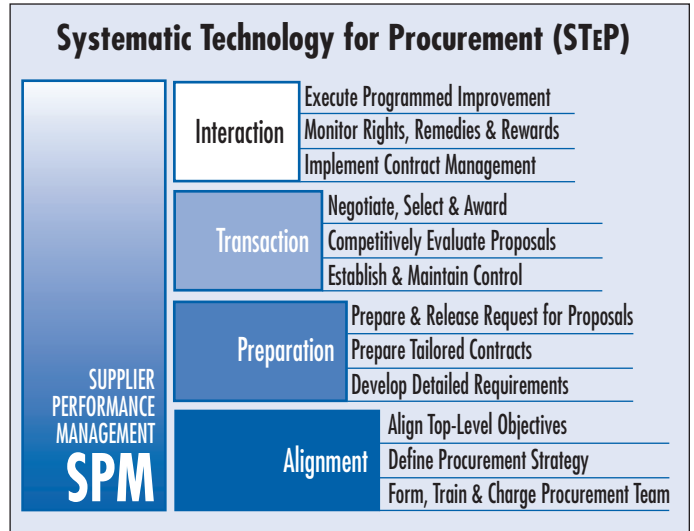 Systematic Technology for Procurement (STEP)
Interaction
Execute Programmed Improvement
Monitor Rights, Remedies & Rewards
Implement Contract Management
Transaction
Negotiate, Select & Award
Competitively Evaluate Proposals
Establish & Maintain Control
Preparation
Prepare & Release Request for Proposals
Prepare Tailored Contracts
Develop Detailed Requirements
Alignment
Align Top-Level Objectives
Define Procurement Strategy
Form, Train & Charge Procurement Team
SUPPLIER
PERFORMANCE
MANAGEMENT
SPM